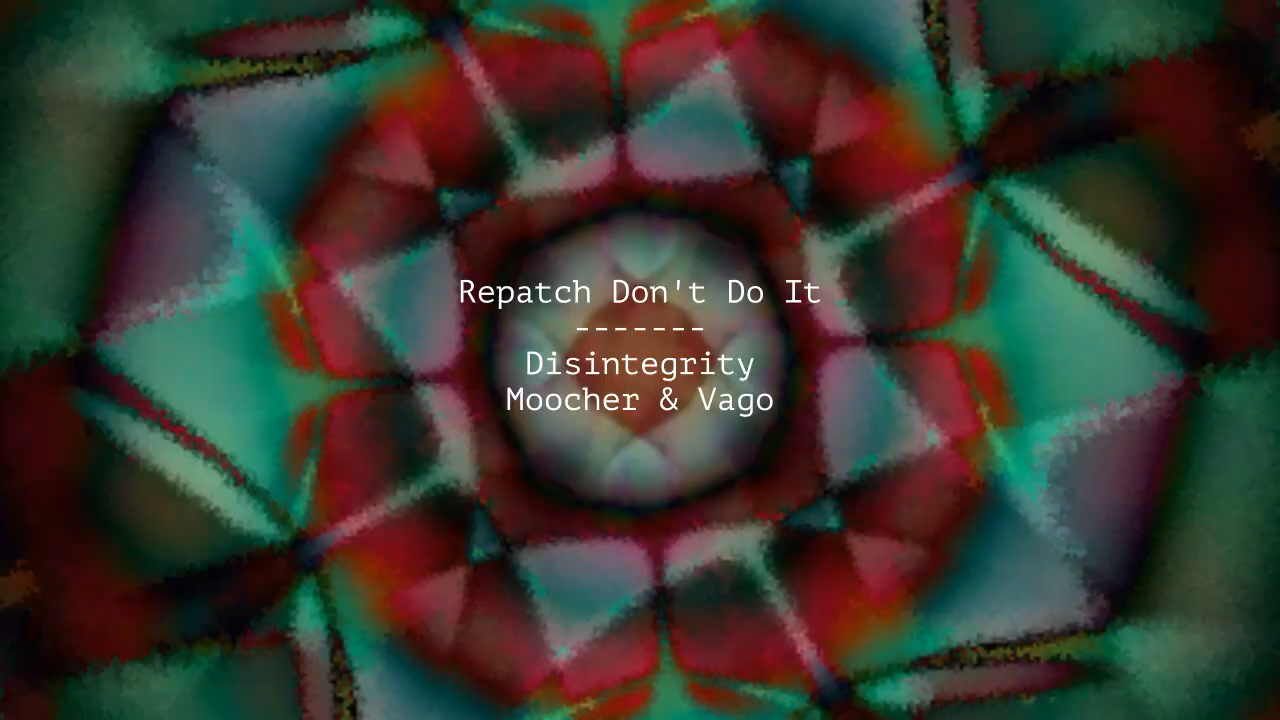 Repatch Don't Do It
-------
Disintegrity
Moocher & Vago